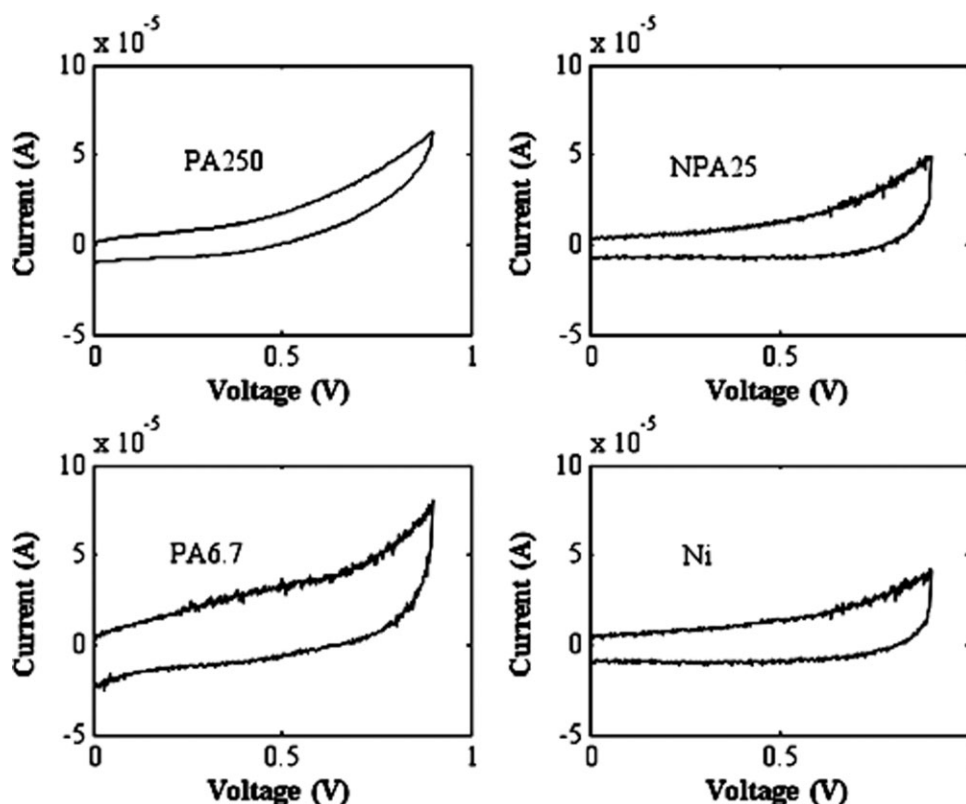 x 10^-5
10
5
0
-5
Current (A)
PA250
0 0.5 1
Voltage (V)
x 10^-5
10
5
0
-5
Current (A)
NPA25
0 0.5
Voltage (V)
x 10^-5
10
5
0
-5
Current (A)
PA6.7
0 0.5 1
Voltage (V)
x 10^-5
10
5
0
-5
Current (A)
Ni
0 0.5
Voltage (V)